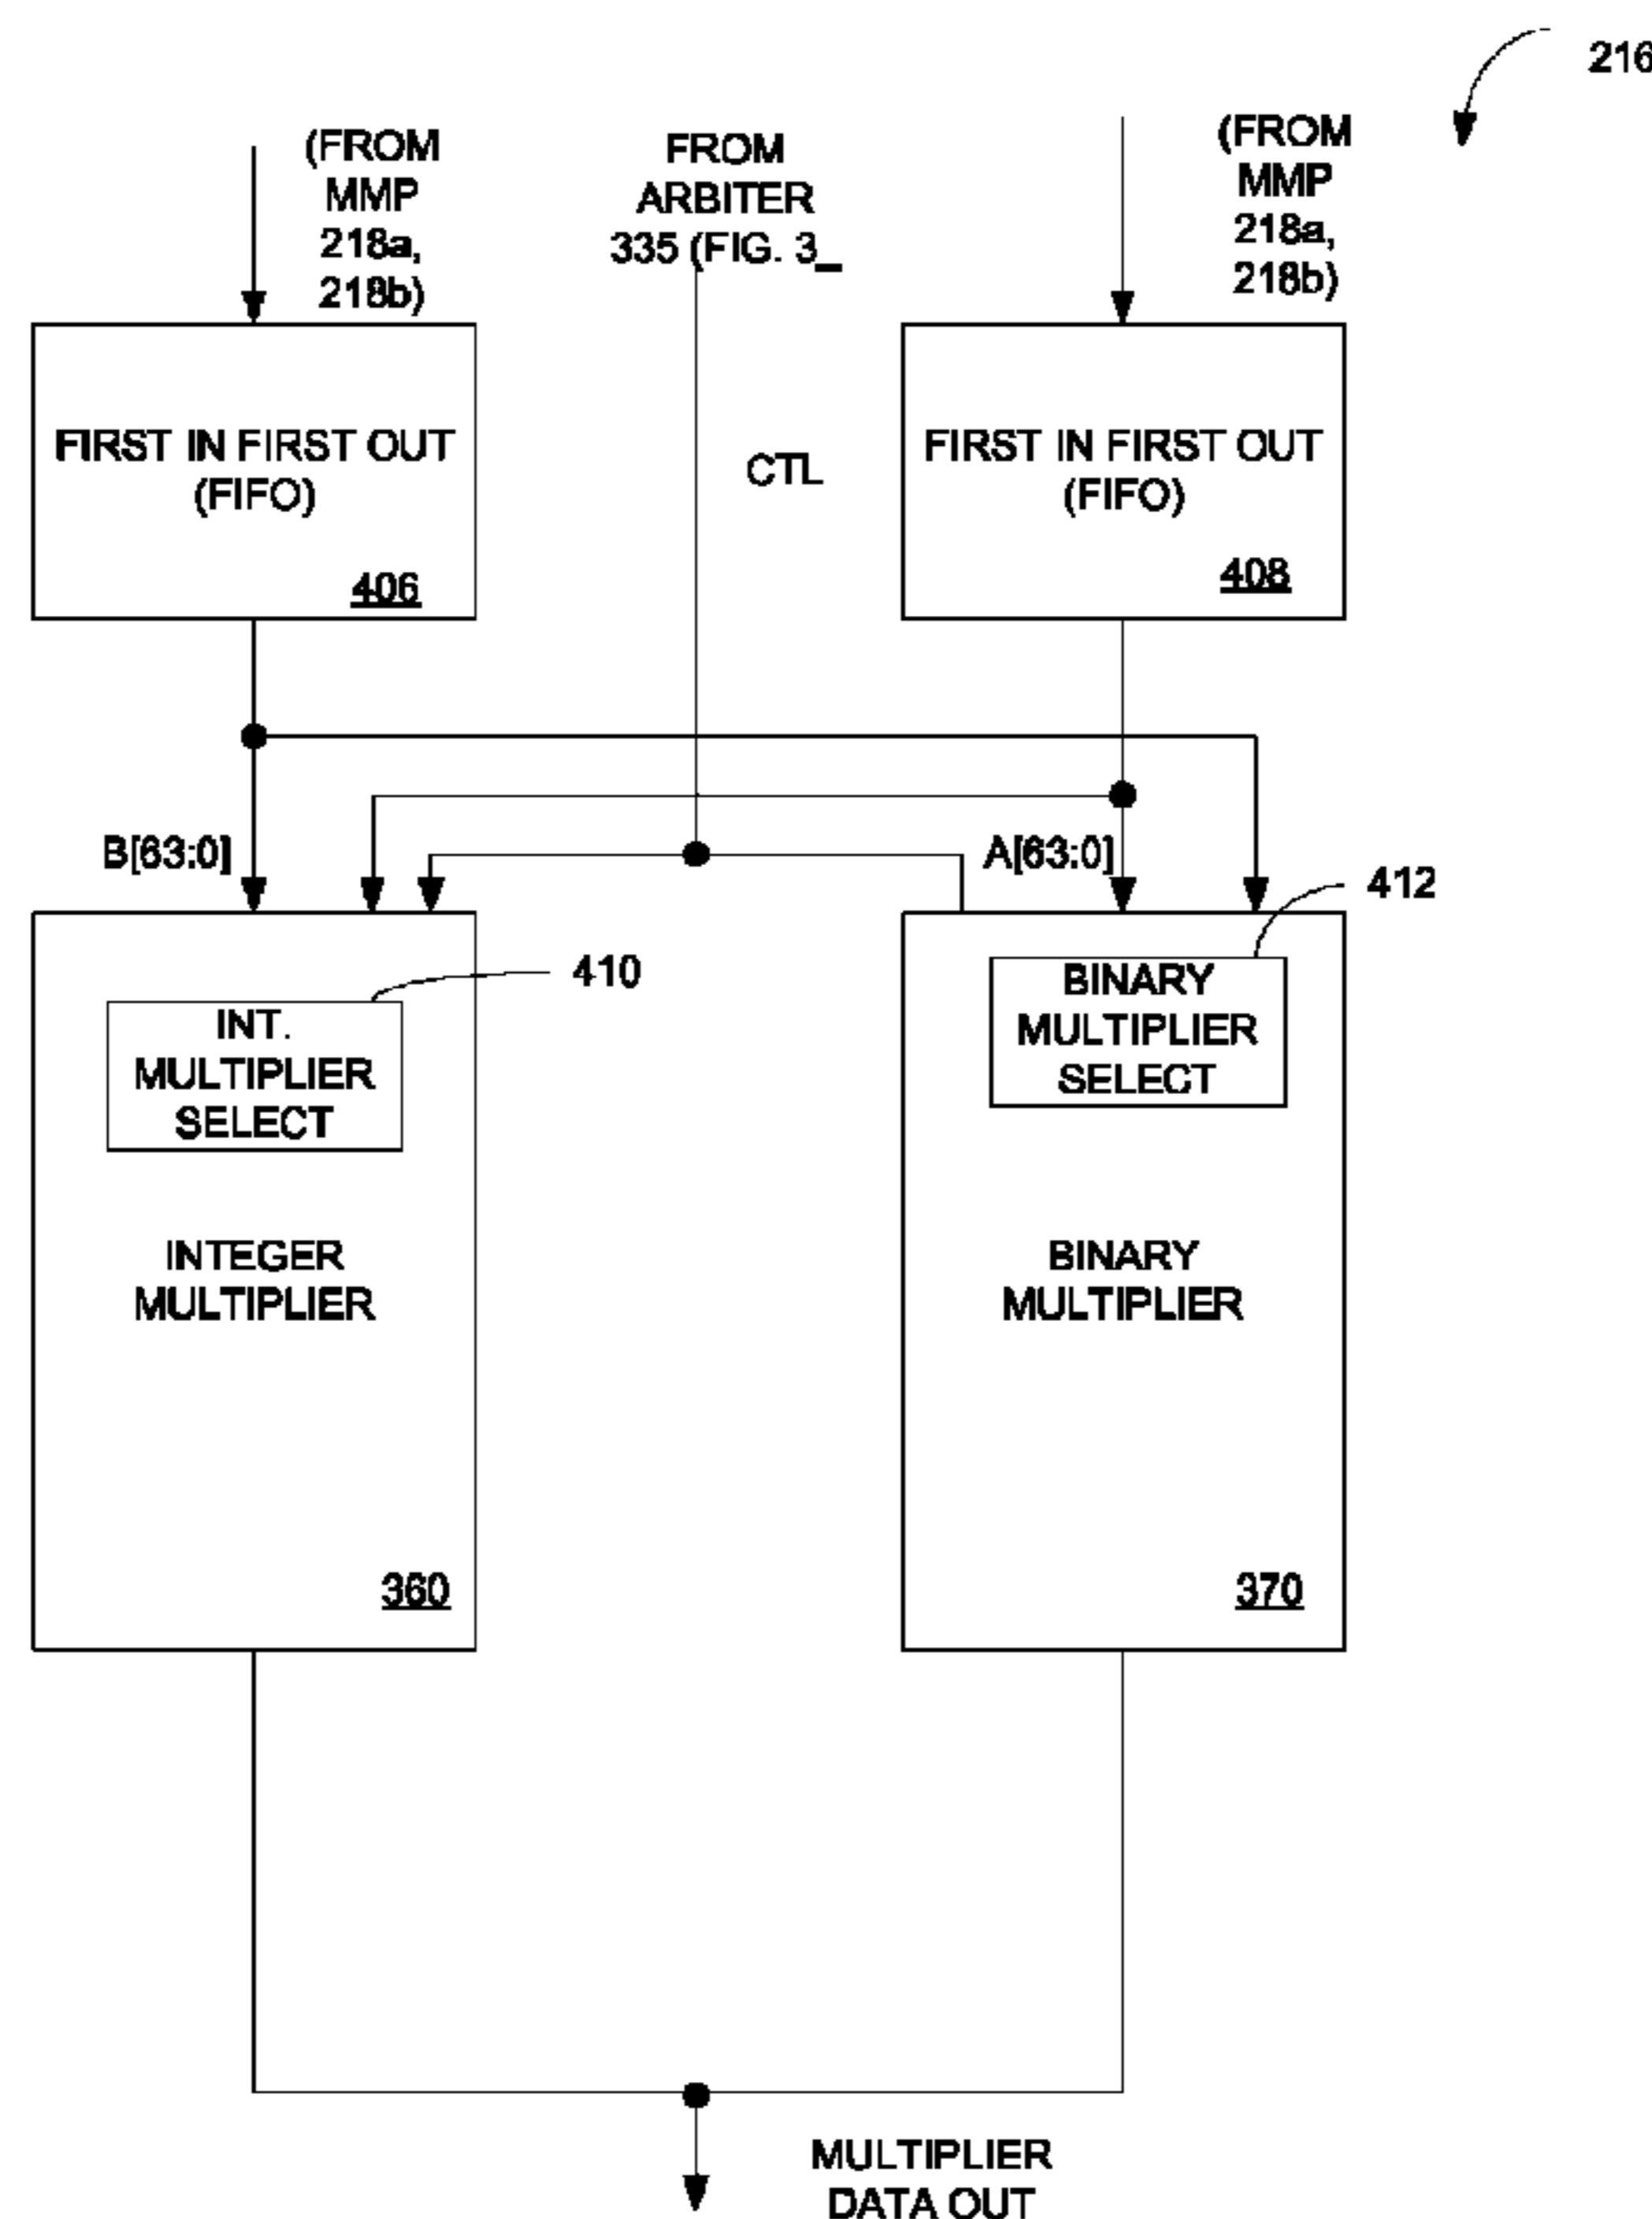 216
(FROM
MMP
218a,
218b)
FROM
ARBITER
335 (FIG. 3_
(FROM
MMP
218a,
218b)
FIRST IN FIRST OUT
(FIFO)
406
CTL
FIRST IN FIRST OUT
(FIFO)
408
B[63:0]
A[63:0]
412
410
INT.
MULTIPLIER
SELECT
BINARY
MULTIPLIER
SELECT
INTEGER
MULTIPLIER
BINARY
MULTIPLIER
360
370
MULTIPLIER
DATA OUT